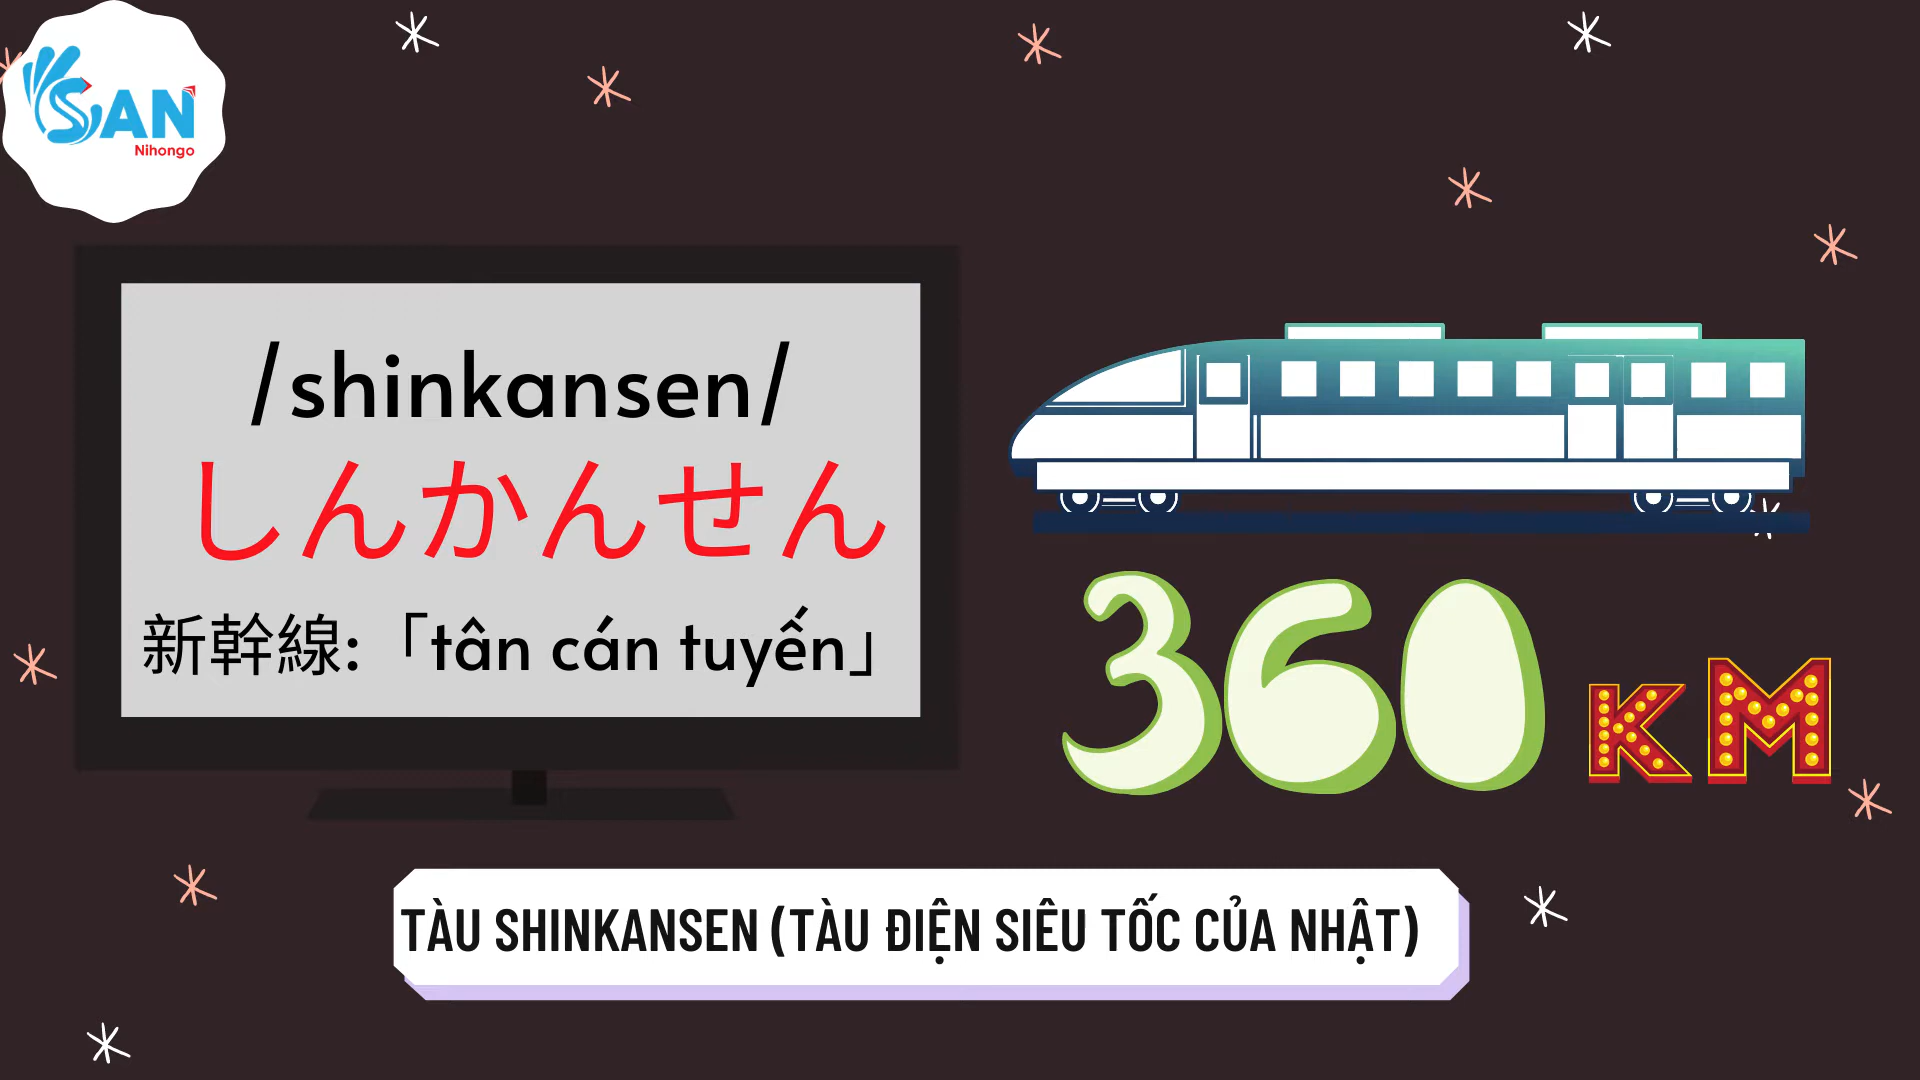 SAN
Nihongo
/shinkansen/
しんかんせん
新幹線:「tân cán tuyến」
360 KM
TÀU SHINKANSEN (TÀU ĐIỆN SIÊU TỐC CỦA NHẬT)